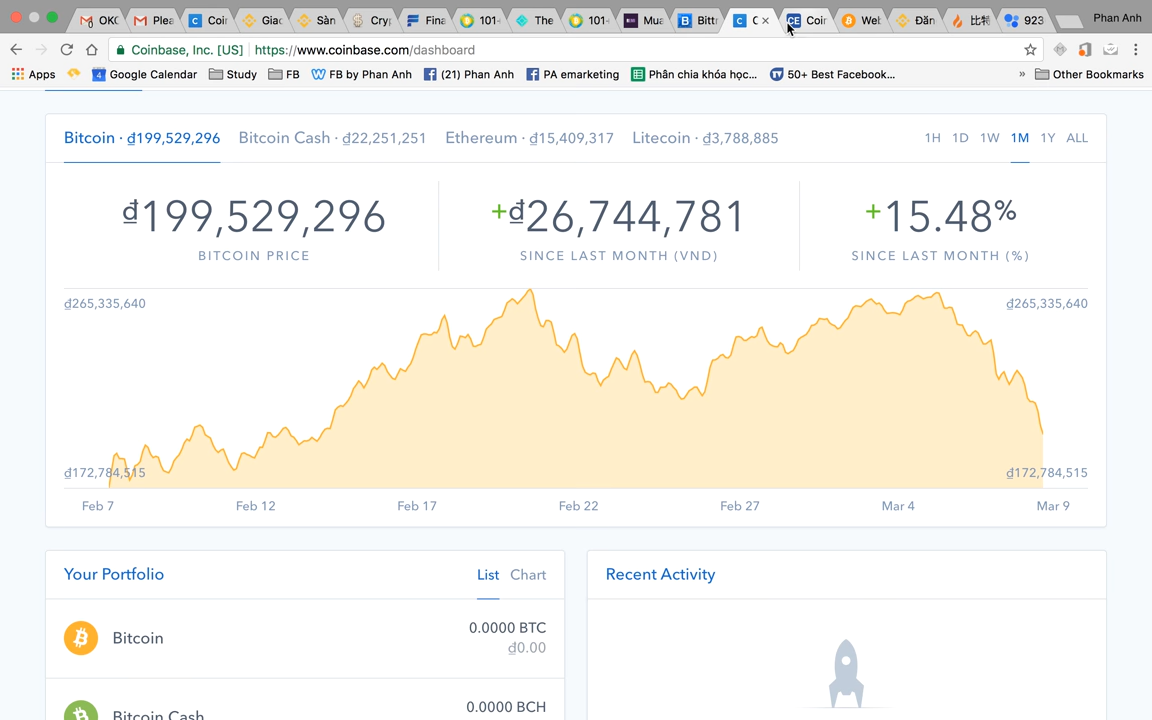 OKC Plea Coin Giac Sàn Cryp Fina 101- The 101- Mua Bittr C Coin Web Đăn 比特 923 Phan Anh
Coinbase, Inc. [US] https://www.coinbase.com/dashboard
Apps Google Calendar Study FB FB by Phan Anh (21) Phan Anh PA emarketing Phân chia khóa học... 50+ Best Facebook... » Other Bookmarks
Bitcoin · ₫199,529,296 Bitcoin Cash · ₫22,251,251 Ethereum · ₫15,409,317 Litecoin · ₫3,788,885 1H 1D 1W 1M 1Y ALL
₫199,529,296 +₫26,744,781 +15.48%
BITCOIN PRICE SINCE LAST MONTH (VND) SINCE LAST MONTH (%)
₫265,335,640 ₫265,335,640
₫172,784,515 ₫172,784,515
Feb 7 Feb 12 Feb 17 Feb 22 Feb 27 Mar 4 Mar 9
Your Portfolio List Chart Recent Activity
Bitcoin 0.0000 BTC
₫0.00
Bitcoin Cash 0.0000 BCH